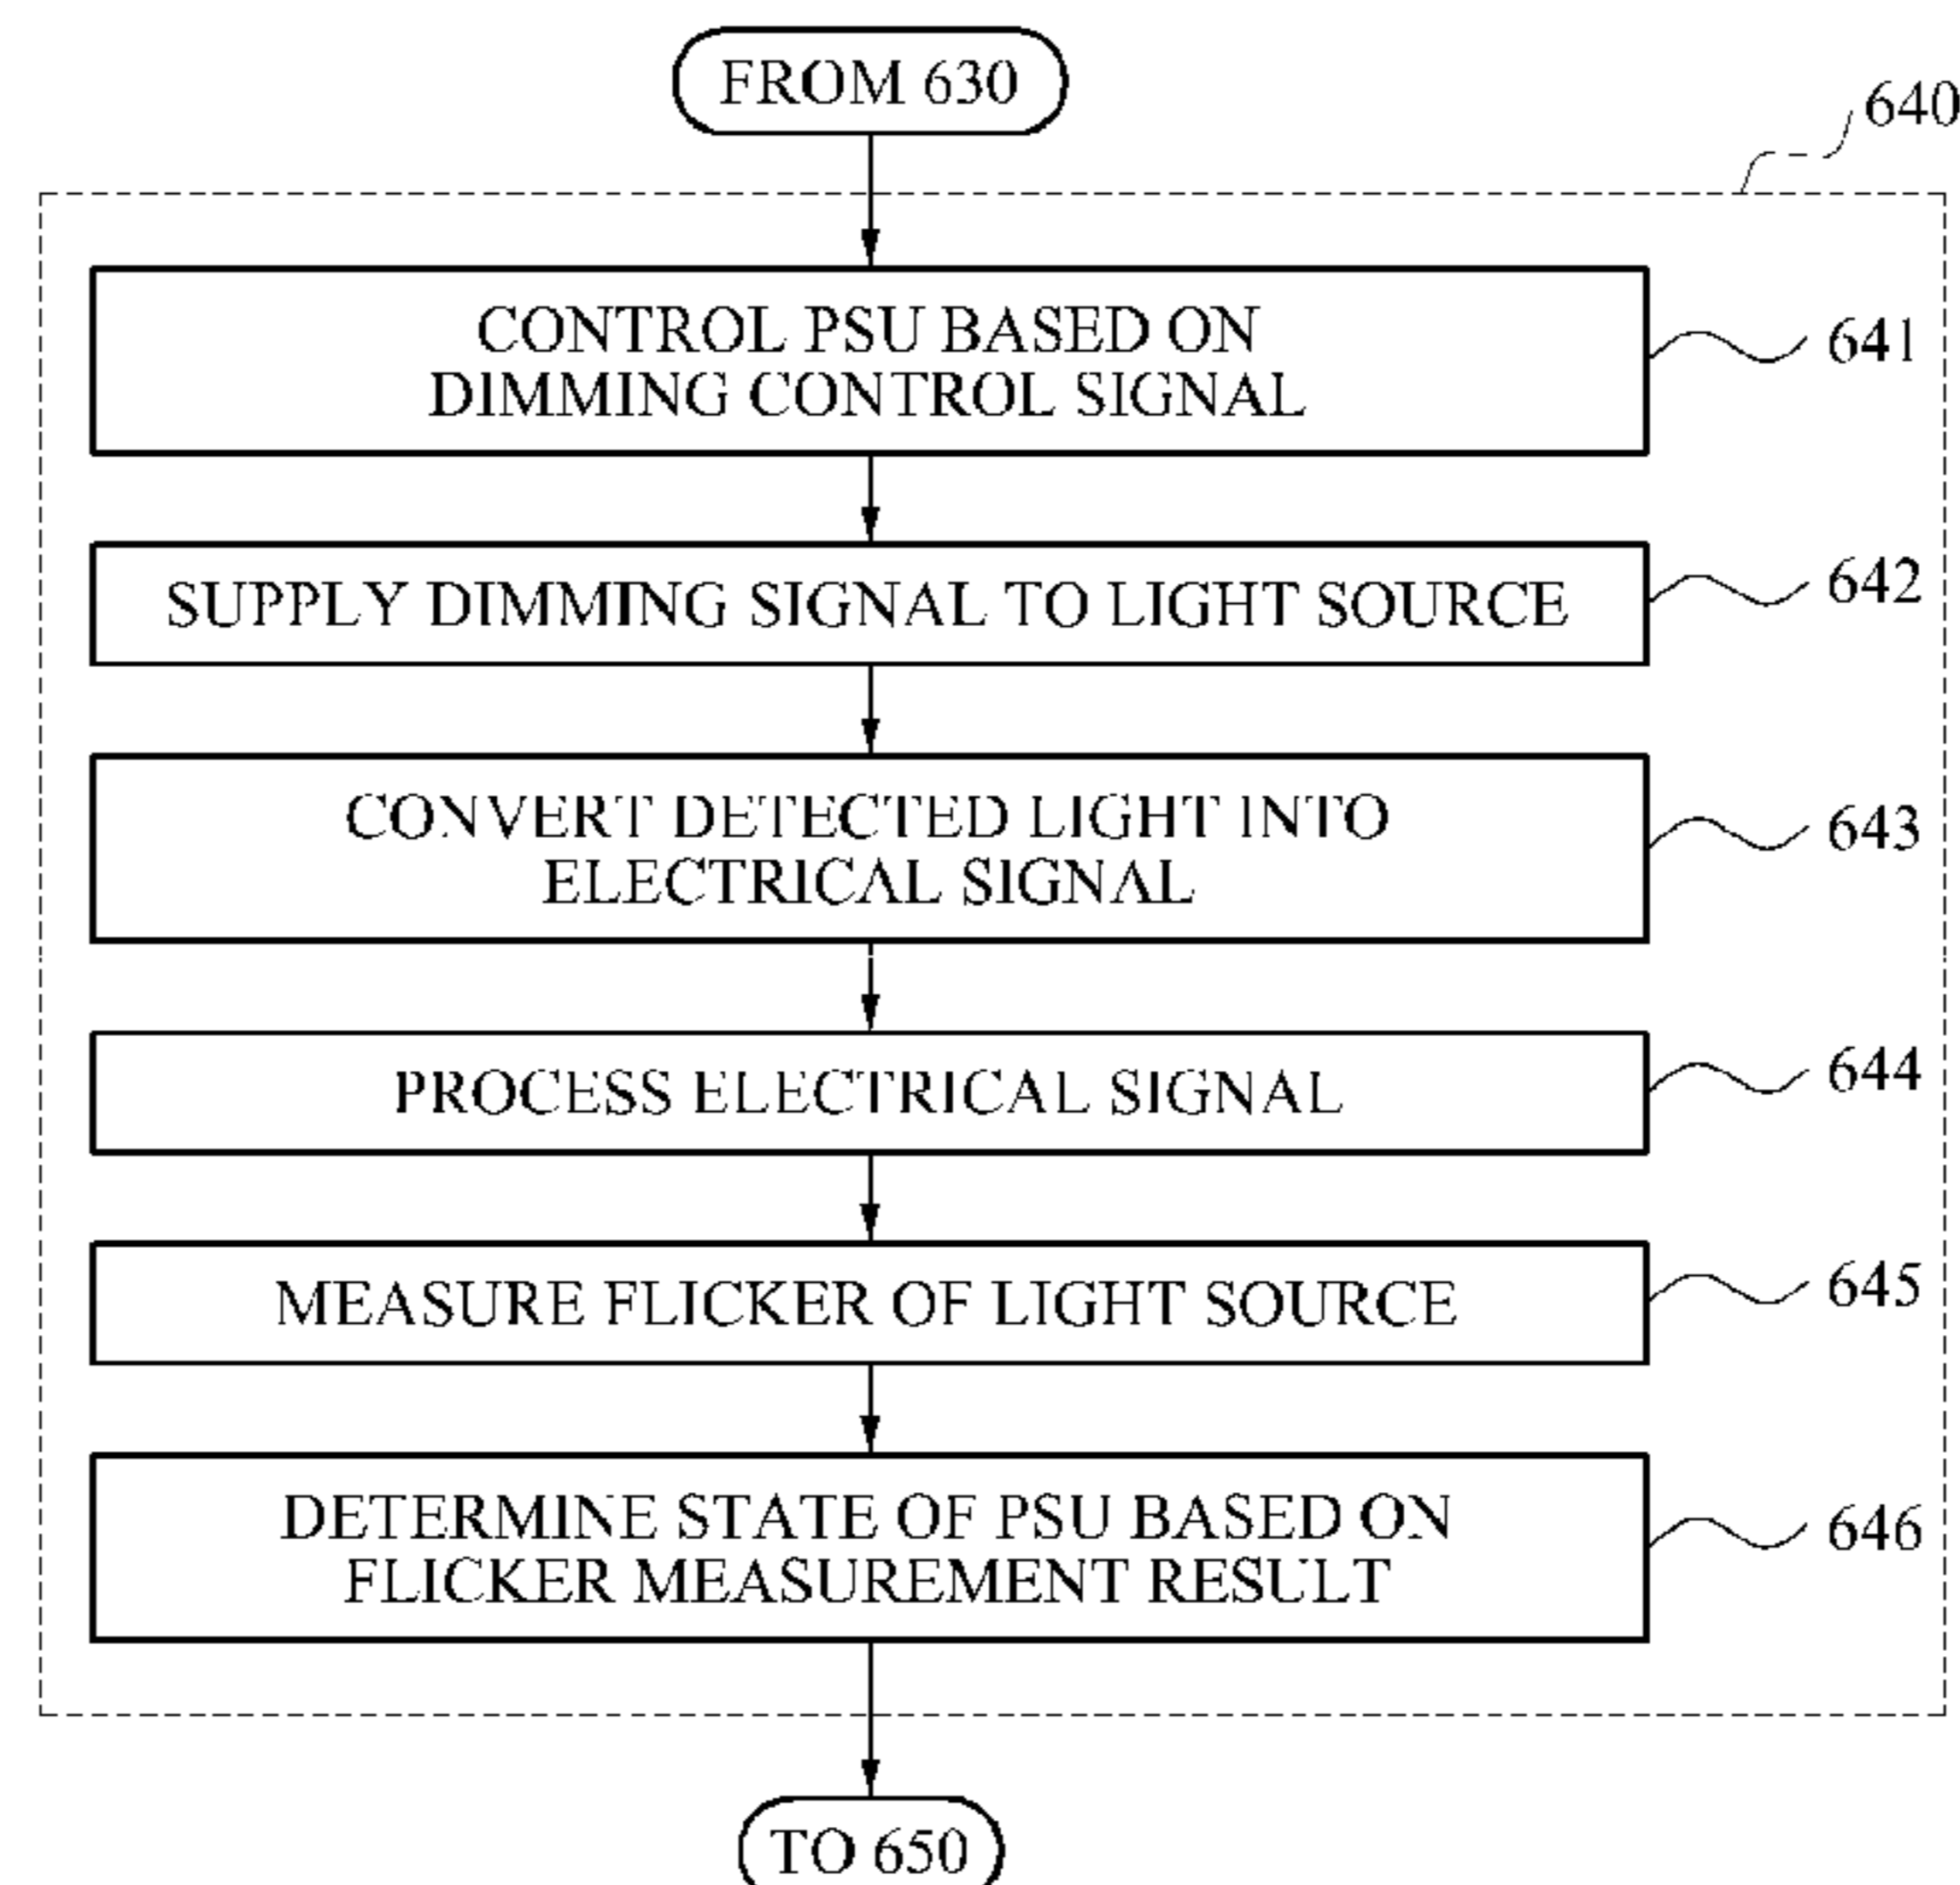 FROM 630
640
CONTROL PSU BASED ON
DIMMING CONTROL SIGNAL
641
SUPPLY DIMMING SIGNAL TO LIGHT SOURCE
642
CONVERT DETECTED LIGHT INTO
ELECTRICAL SIGNAL
643
PROCESS ELECTRICAL SIGNAL
644
MEASURE FLICKER OF LIGHT SOURCE
645
DETERMINE STATE OF PSU BASED ON
FLICKER MEASUREMENT RESULT
646
TO 650